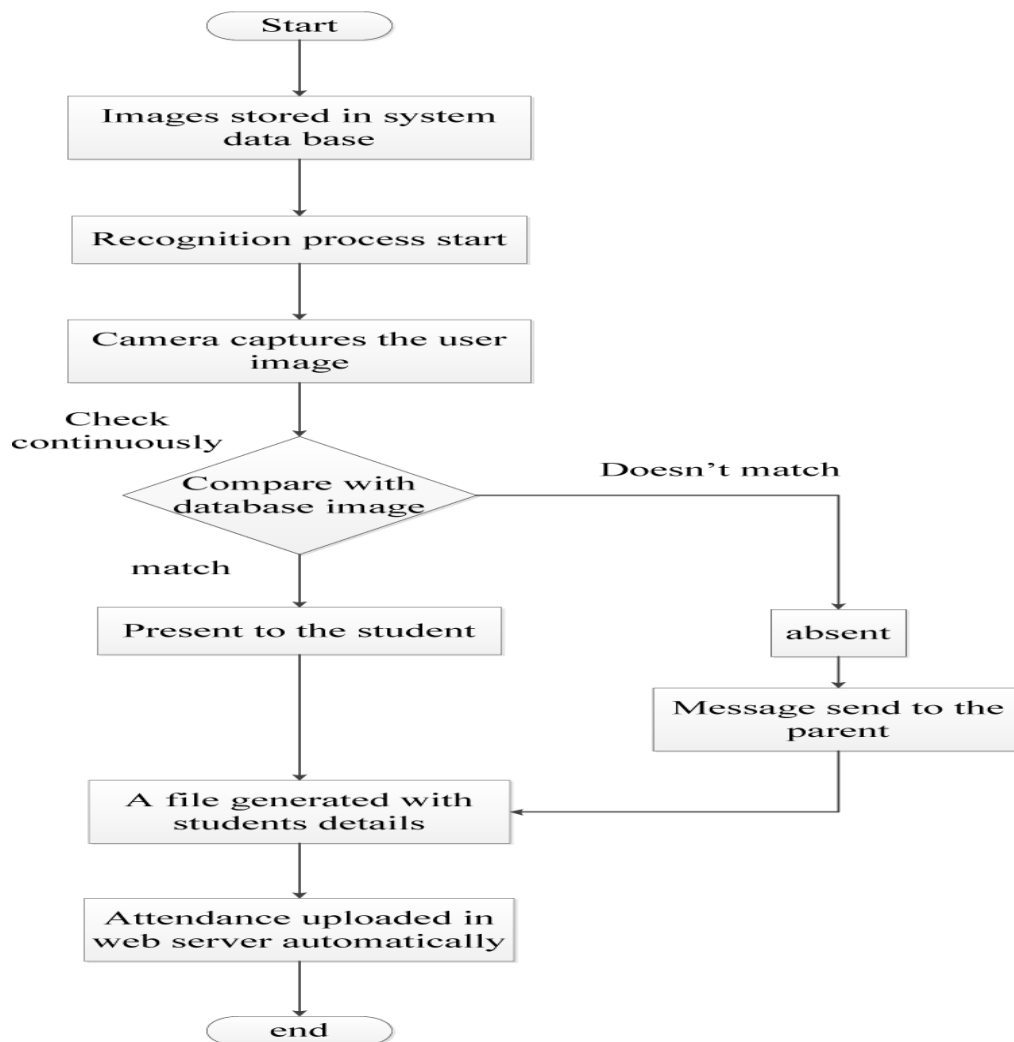 Start
Images stored in system
data base
Recognition process start
Camera captures the user
image
Check
continuously
Compare with
database image
Doesn’t match
match
Present to the student
absent
Message send to the
parent
A file generated with
students details
Attendance uploaded in
web server automatically
end